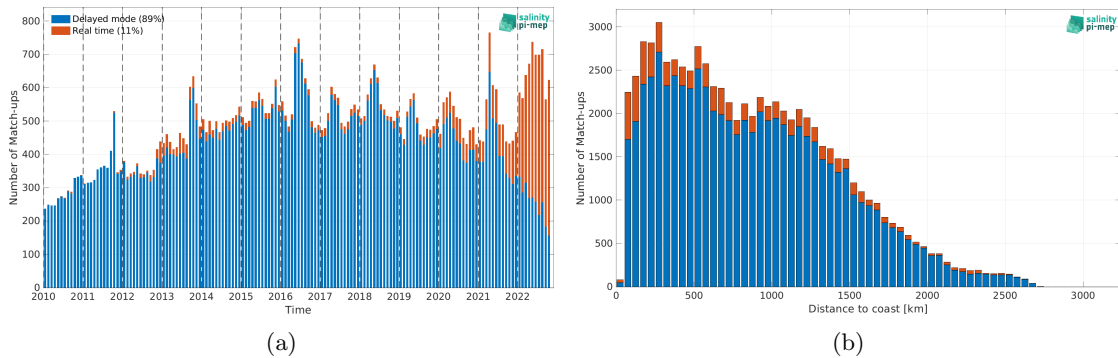 Delayed mode (89%)
Real time (11%)
salinity
pi-mep
Number of Match-ups
800
700
600
500
400
300
200
100
0
2010 2011 2012 2013 2014 2015 2016 2017 2018 2019 2020 2021 2022
Time
(a)
salinity
pi-mep
Number of Match-ups
3000
2500
2000
1500
1000
500
0
0 500 1000 1500 2000 2500 3000
Distance to coast [km]
(b)